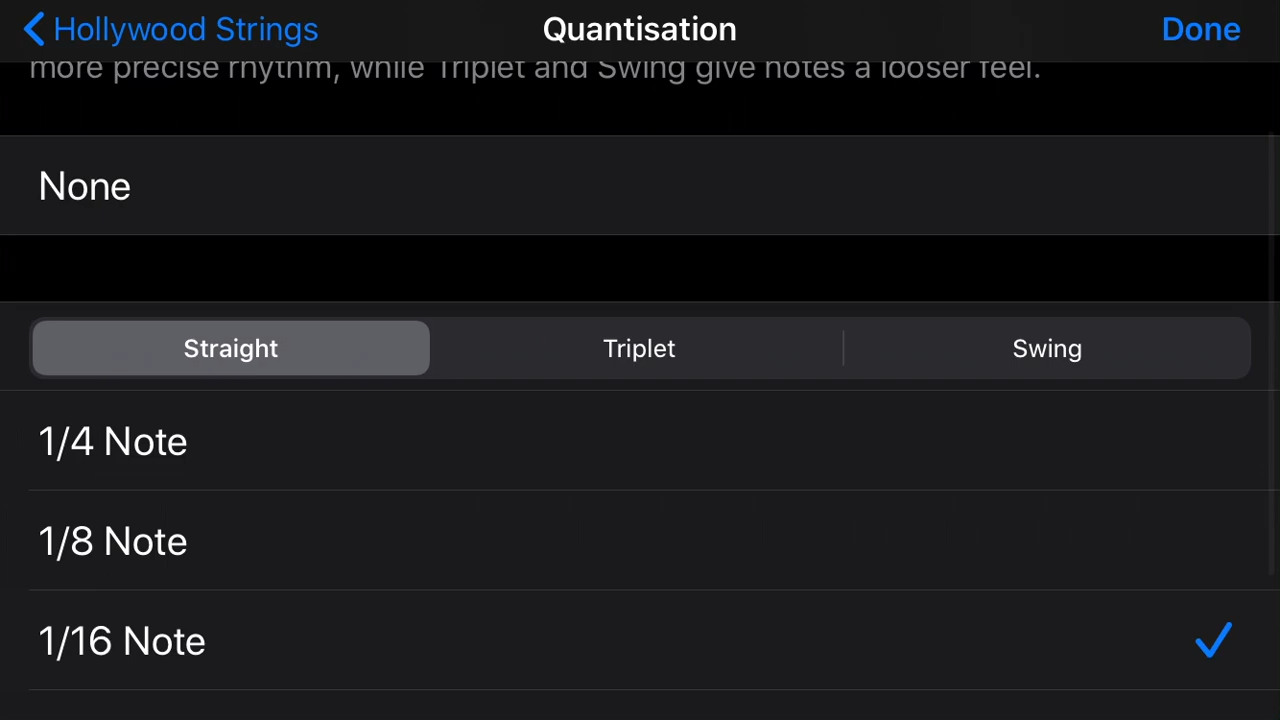 Hollywood Strings
Quantisation
Done
more precise rhythm, while Triplet and Swing give notes a looser feel.
None
Straight
Triplet
Swing
1/4 Note
1/8 Note
1/16 Note